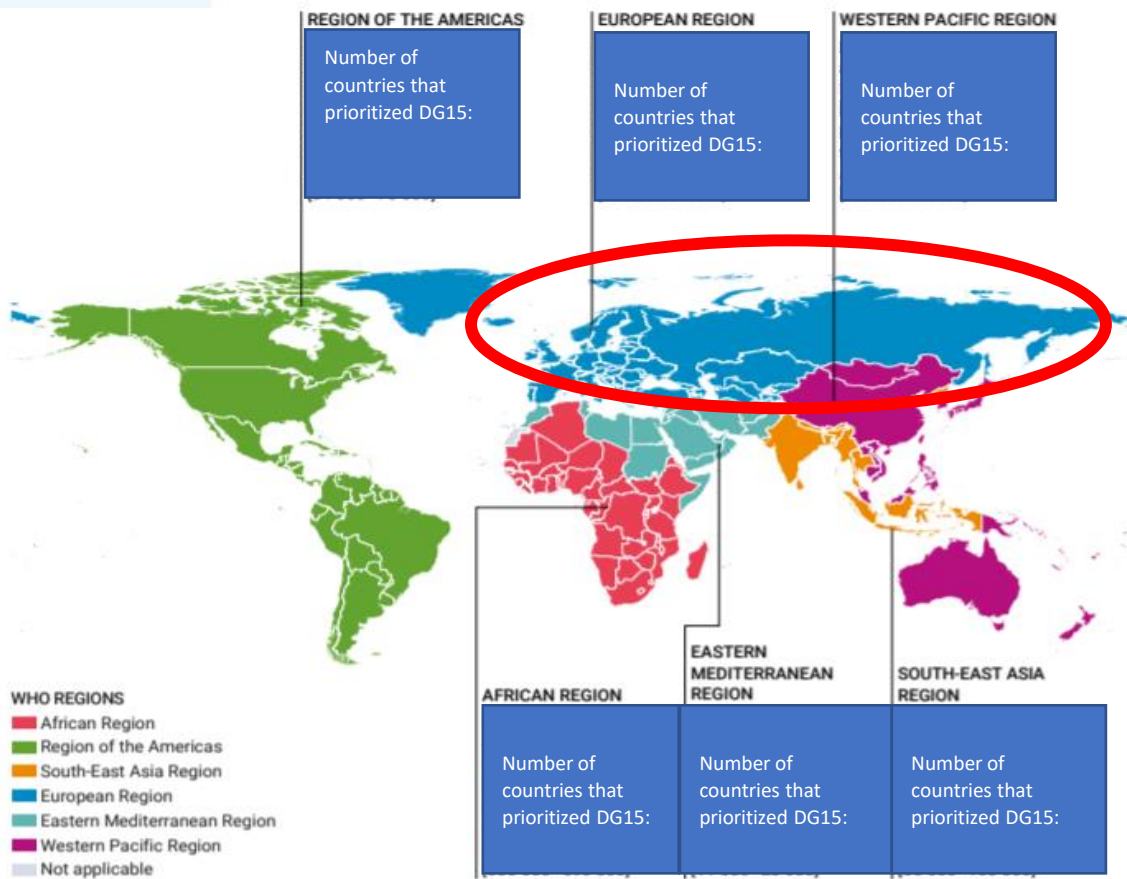 REGION OF THE AMERICAS
Number of
countries that
prioritized DG15:
EUROPEAN REGION
Number of
countries that
prioritized DG15:
WESTERN PACIFIC REGION
Number of
countries that
prioritized DG15:
WHO REGIONS
African Region
Region of the Americas
South-East Asia Region
European Region
Eastern Mediterranean Region
Western Pacific Region
Not applicable
AFRICAN REGION
Number of
countries that
prioritized DG15:
EASTERN
MEDITERRANEAN
REGION
Number of
countries that
prioritized DG15:
SOUTH-EAST ASIA
REGION
Number of
countries that
prioritized DG15: